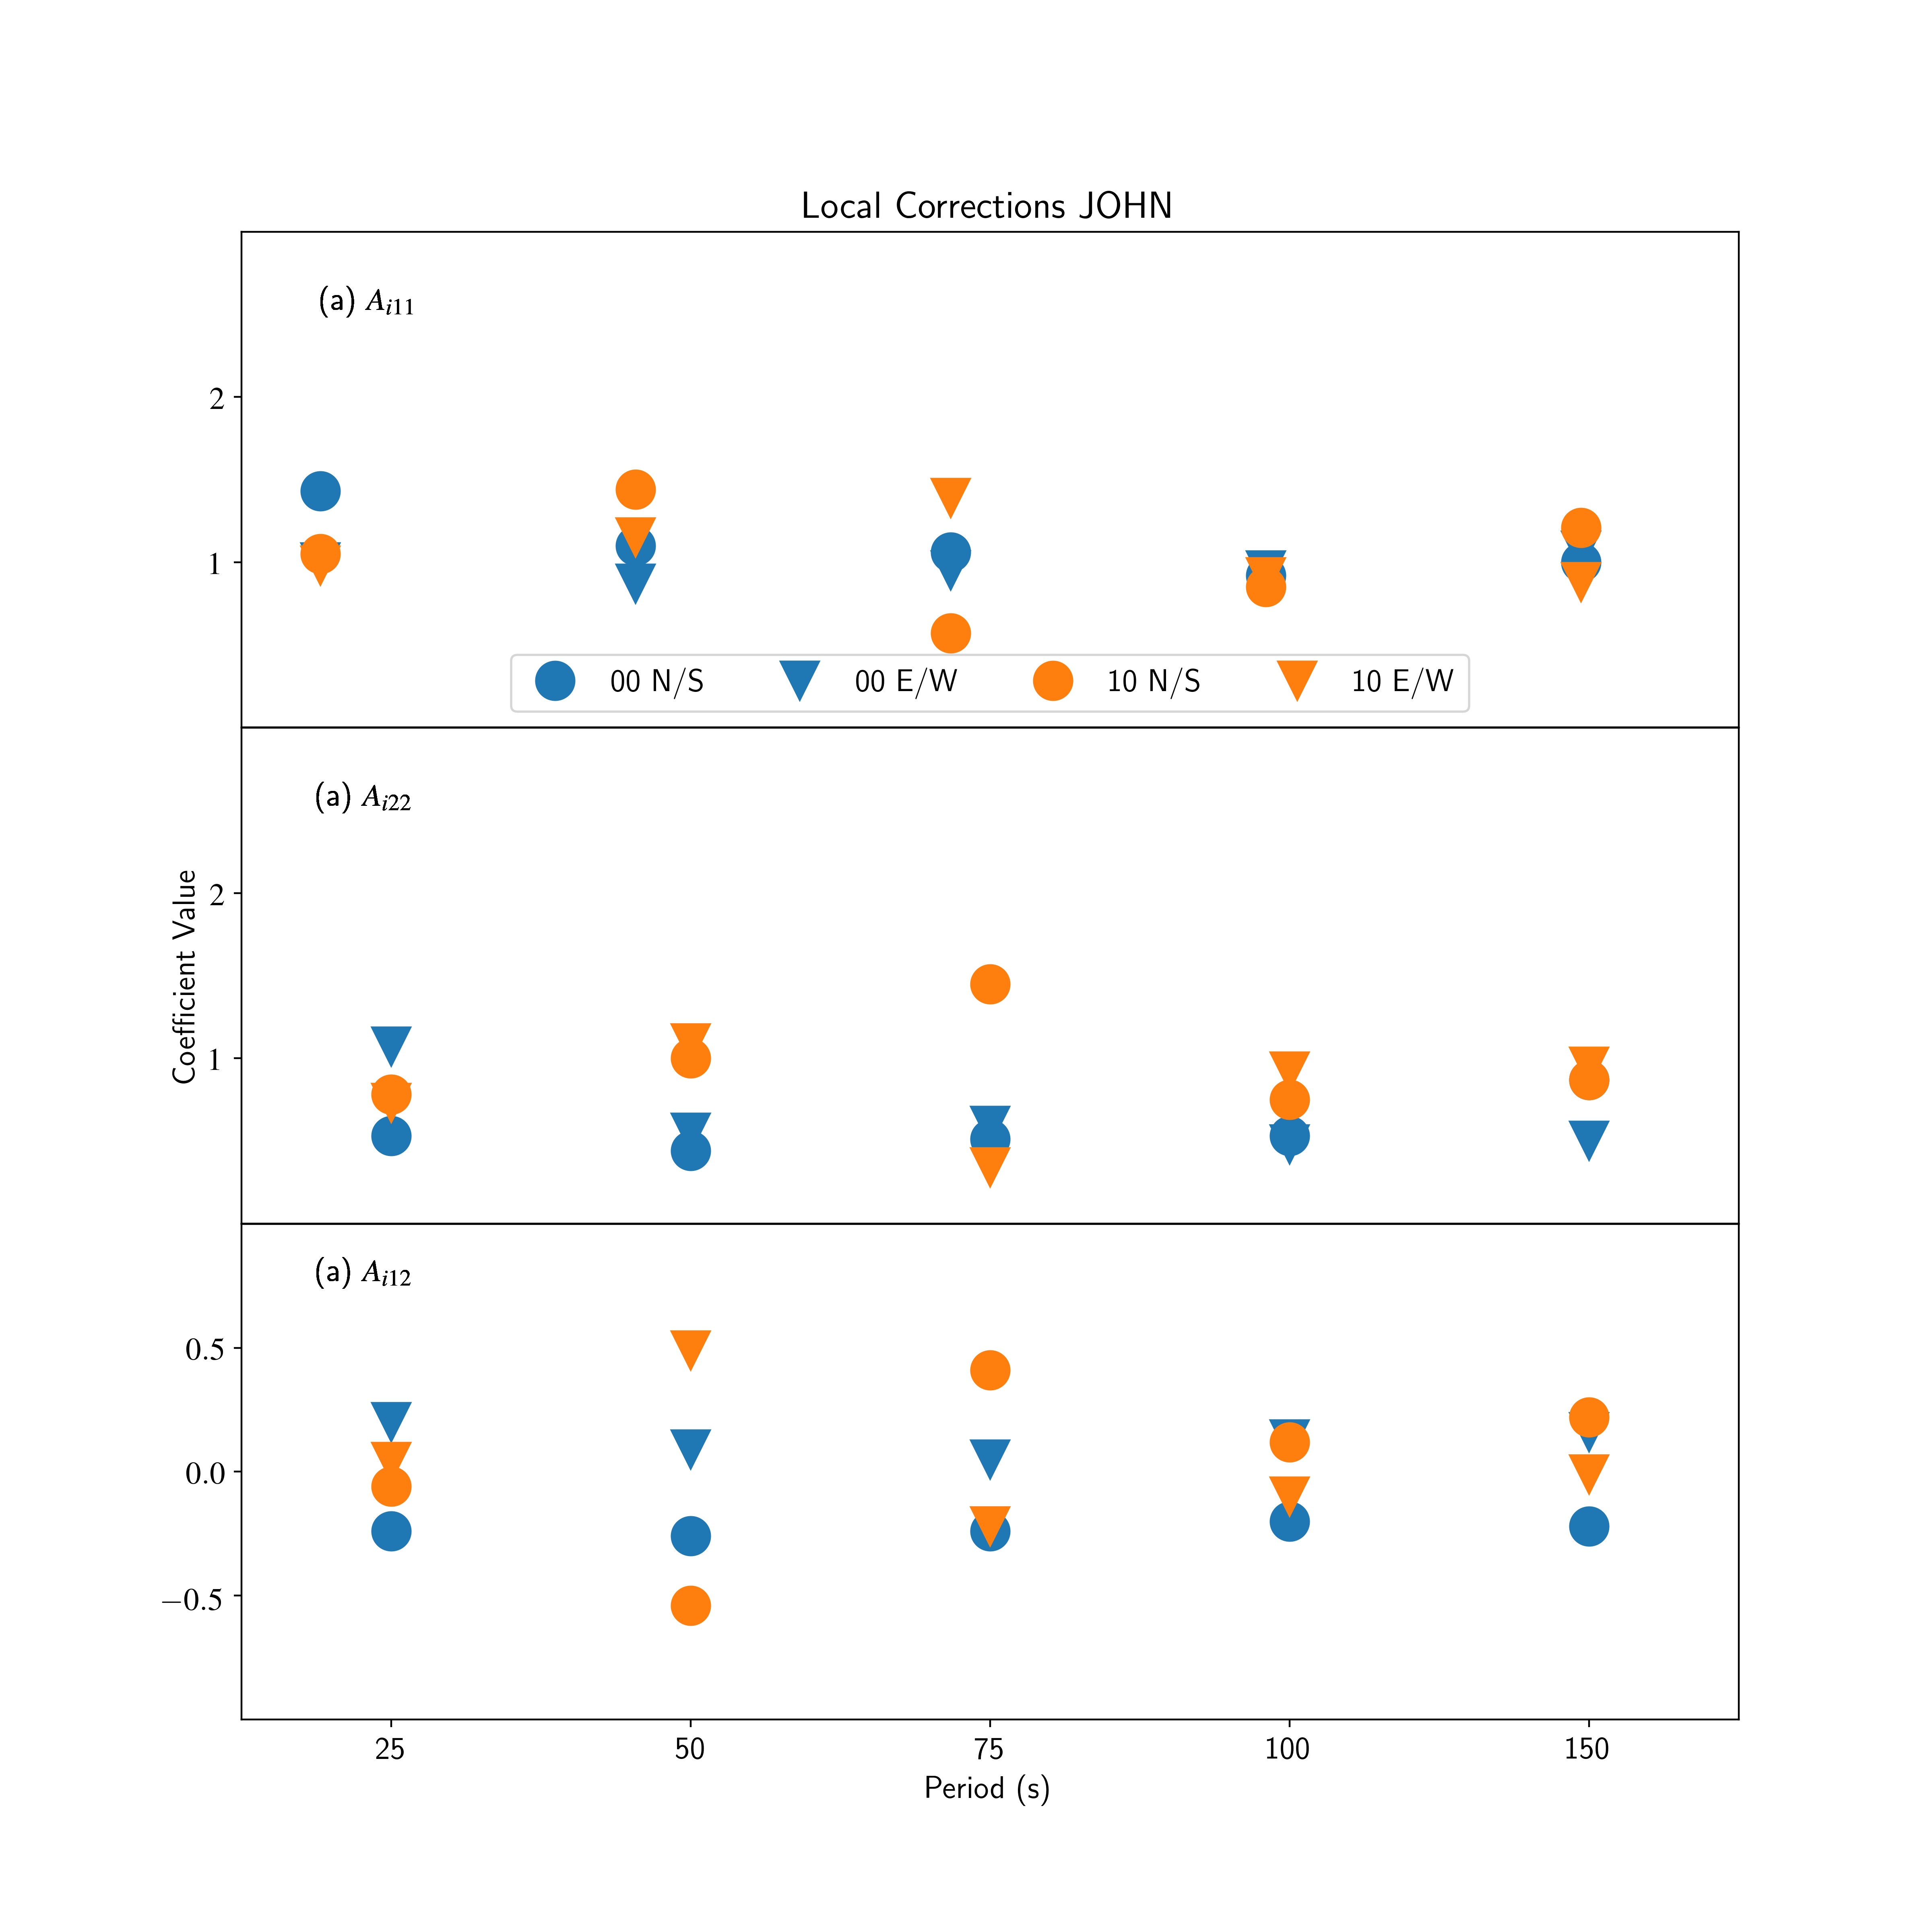 Local Corrections JOHN
(a) A_{i11}
2
1
00 N/S 00 E/W 10 N/S 10 E/W
(a) A_{i22}
2
1
Coefficient Value
(a) A_{i12}
0.5
0.0
−0.5
25 50 75 100 150
Period (s)